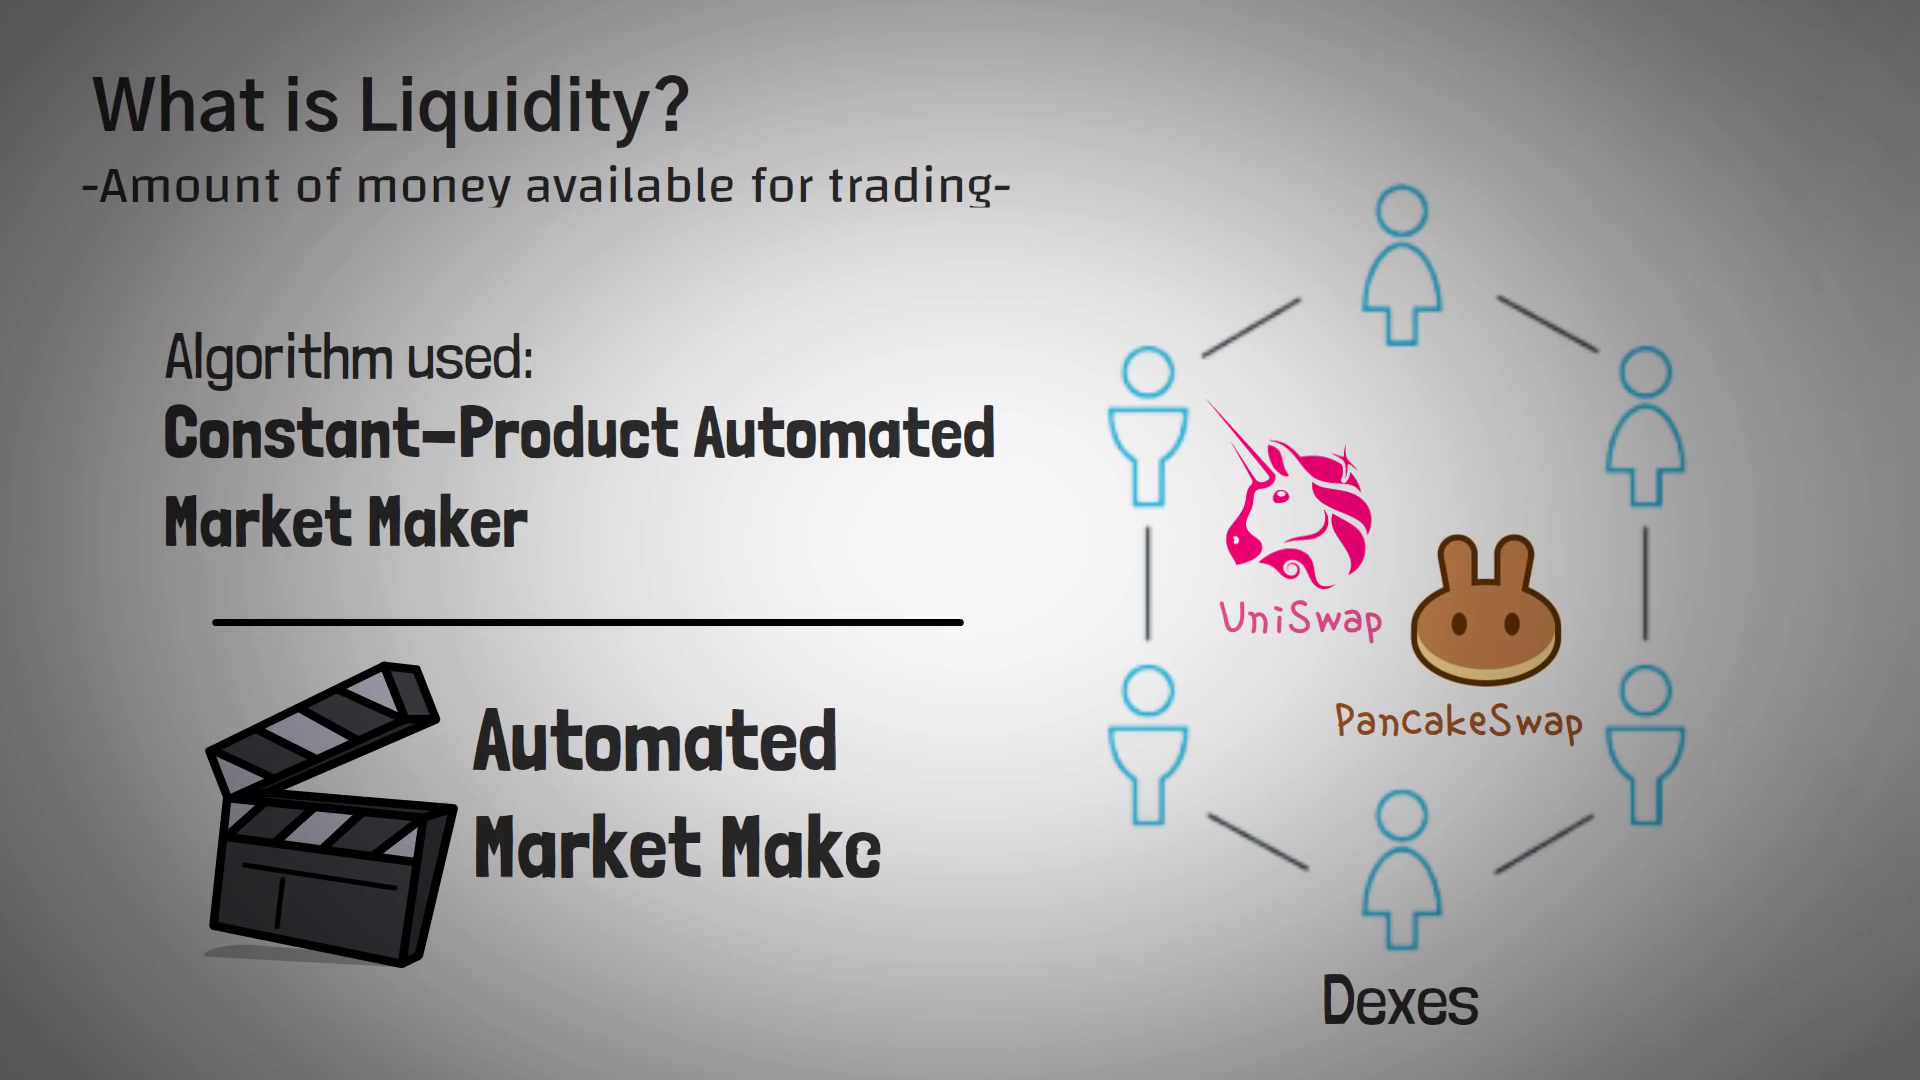 What is Liquidity?
-Amount of money available for trading-
Algorithm used:
Constant-Product Automated
Market Maker
Automated
Market Make
UniSwap
PancakeSwap
Dexes